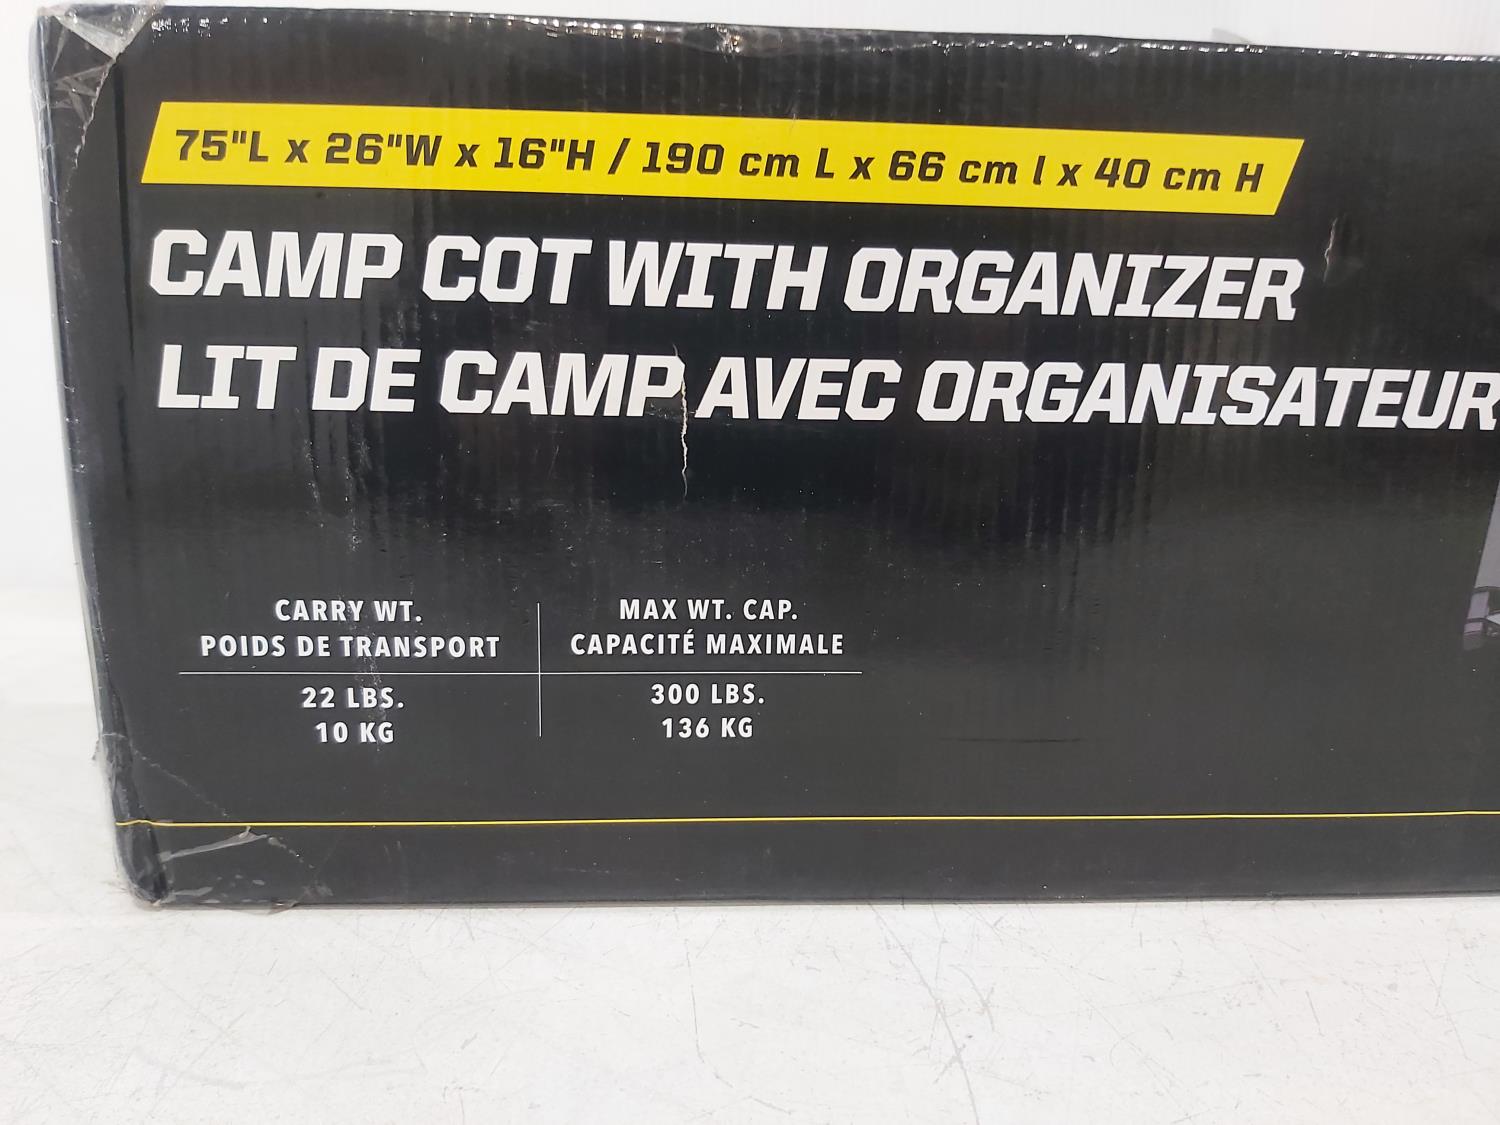 75"L x 26"W x 16"H / 190 cm L x 66 cm l x 40 cm H
CAMP COT WITH ORGANIZER
LIT DE CAMP AVEC ORGANISATEUR
CARRY WT.
POIDS DE TRANSPORT
22 LBS.
10 KG
MAX WT. CAP.
CAPACITÉ MAXIMALE
300 LBS.
136 KG